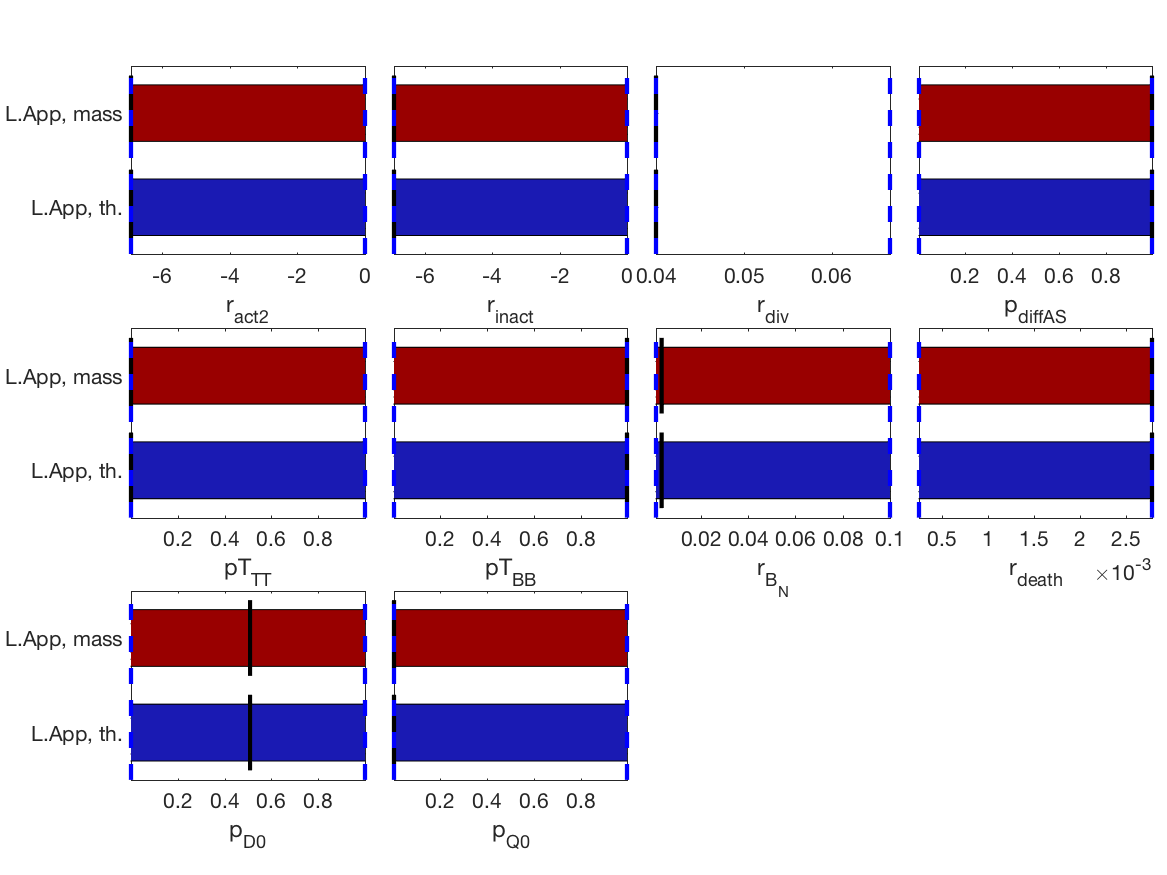 L.App, mass
L.App, th.
-6 -4 -2 0
r_act2
-6 -4 -2 0
r_inact
0.04 0.05 0.06
r_div
0.2 0.4 0.6 0.8
p_diffAS
L.App, mass
L.App, th.
0.2 0.4 0.6 0.8
pT_TT
0.2 0.4 0.6 0.8
pT_BB
0.02 0.04 0.06 0.08 0.1
r_B_N
0.5 1 1.5 2 2.5
×10^-3
r_death
L.App, mass
L.App, th.
0.2 0.4 0.6 0.8
p_D0
0.2 0.4 0.6 0.8
p_Q0